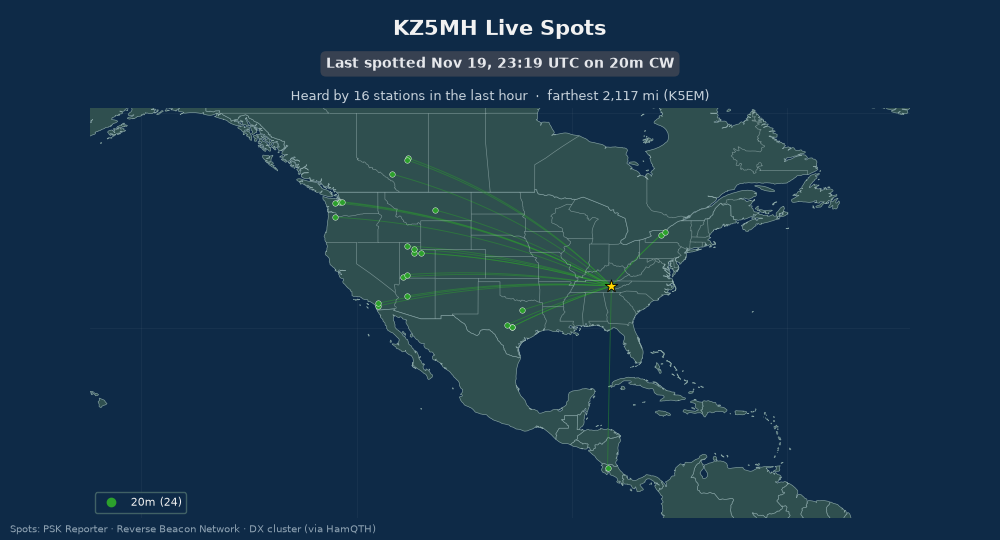 KZ5MH Live Spots
Last spotted Nov 19, 23:19 UTC on 20m CW
Heard by 16 stations in the last hour · farthest 2,117 mi (K5EM)
20m (24)
Spots: PSK Reporter · Reverse Beacon Network · DX cluster (via HamQTH)